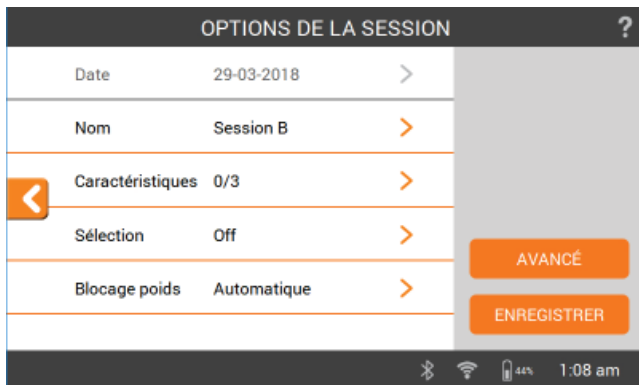 OPTIONS DE LA SESSION ?
Date 29-03-2018
Nom Session B
Caractéristiques 0/3
Sélection Off
Blocage poids Automatique
AVANCÉ
ENREGISTRER
44% 1:08 am